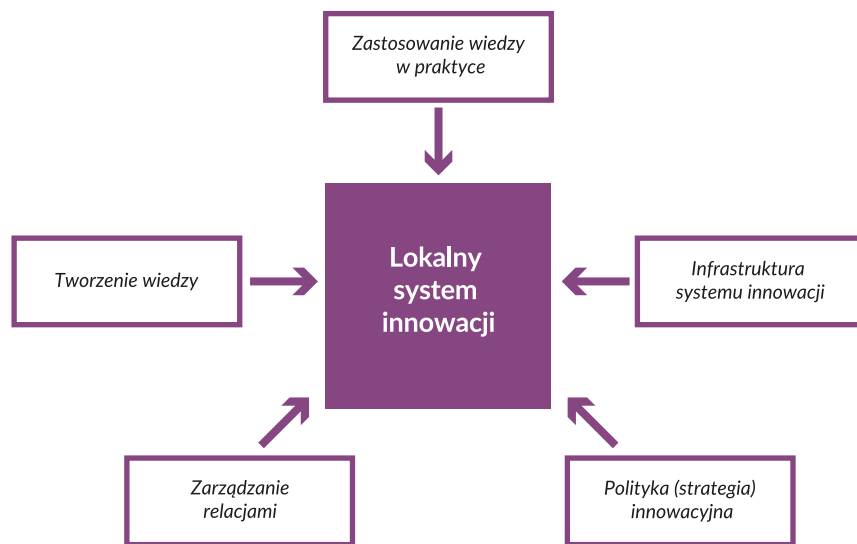 Zastosowanie wiedzy
w praktyce
Tworzenie wiedzy
Lokalny
system
innowacji
Infrastruktura
systemu innowacji
Zarządzanie
relacjami
Polityka (strategia)
innowacyjna